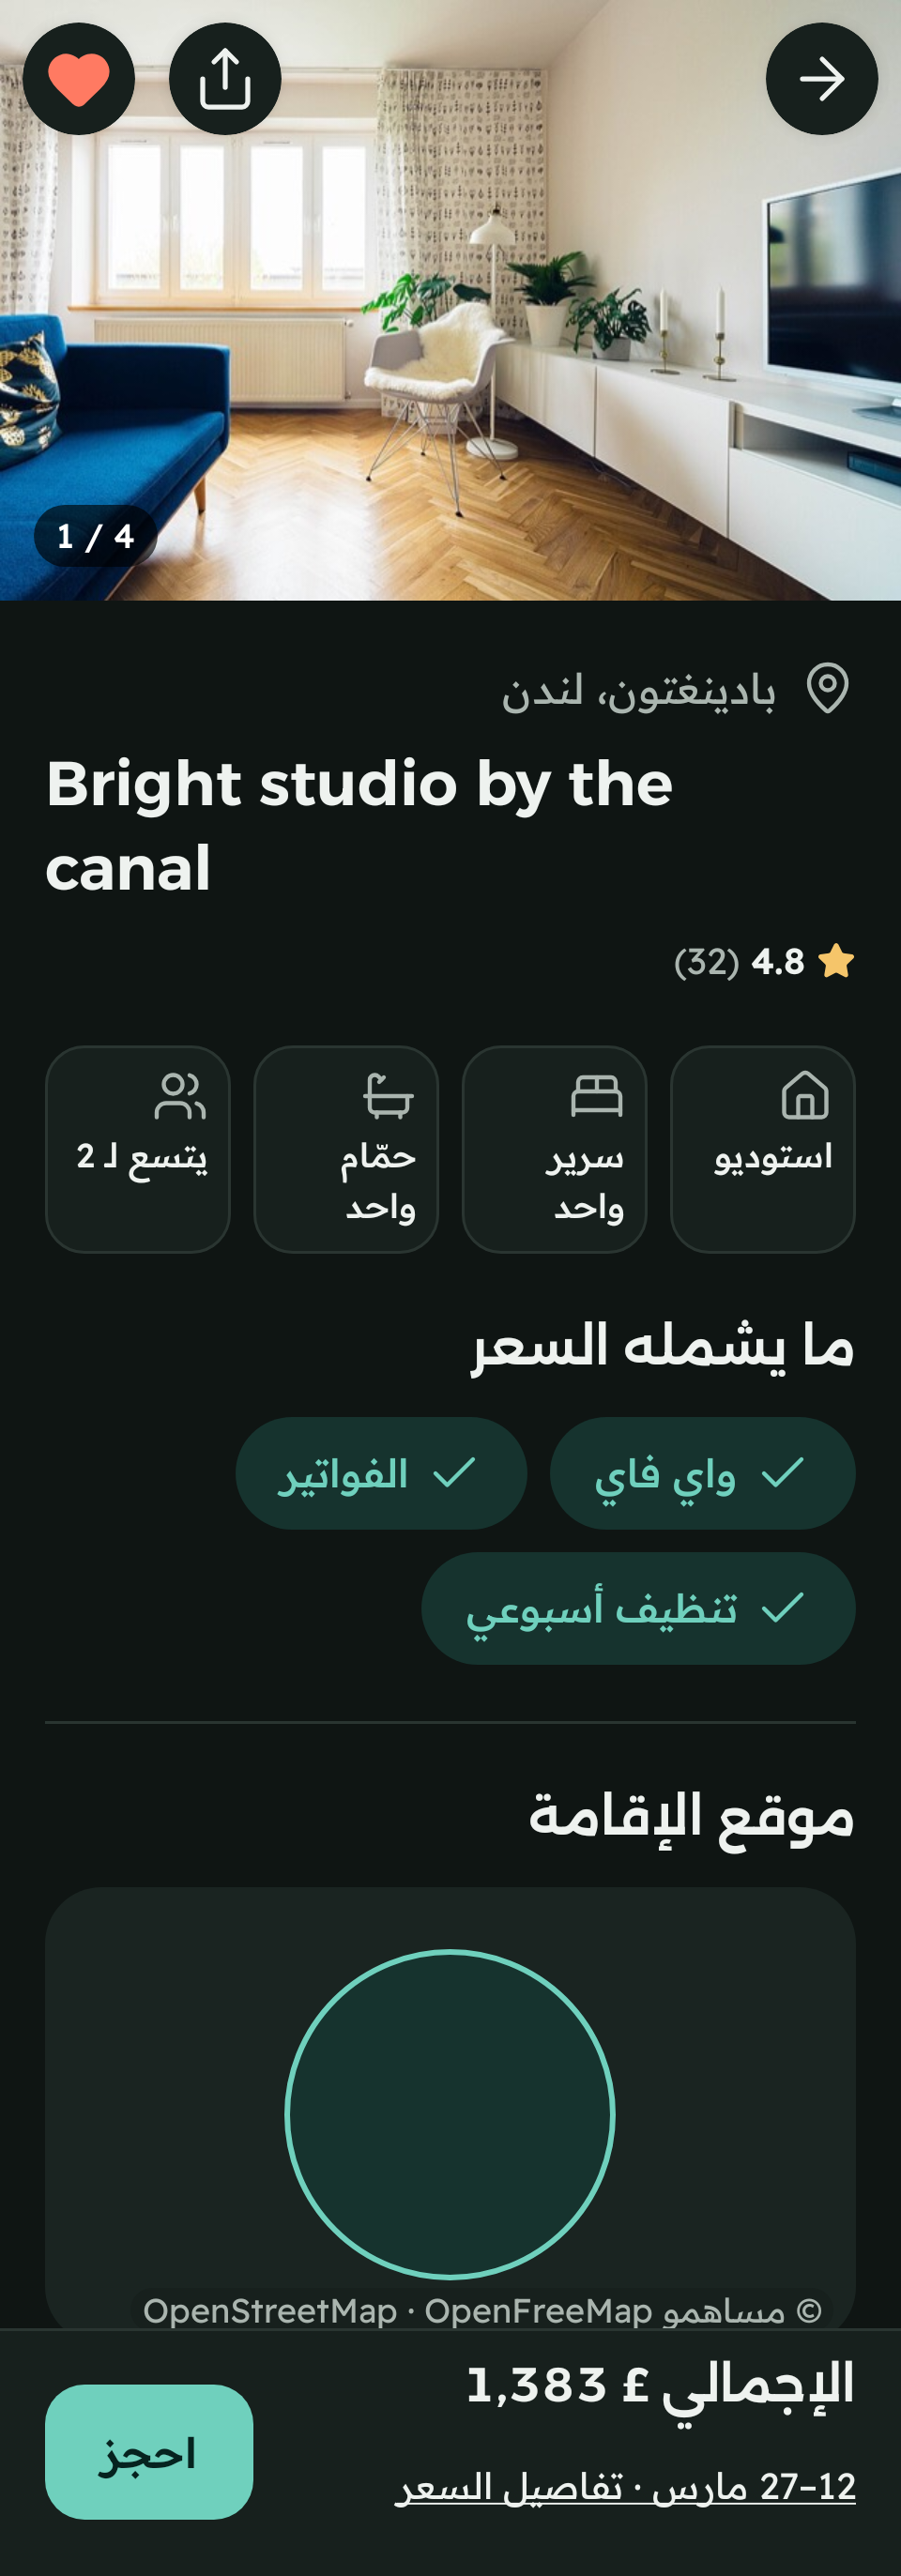 1 / 4
بادينغتون، لندن
Bright studio by the
canal
4.8 (32)
استوديو
سرير
واحد
حمّام
واحد
يتسع لـ 2
ما يشمله السعر
واي فاي
الفواتير
تنظيف أسبوعي
موقع الإقامة
© مساهمو OpenStreetMap · OpenFreeMap
الإجمالي £ 1,383
12–27 مارس · تفاصيل السعر
احجز